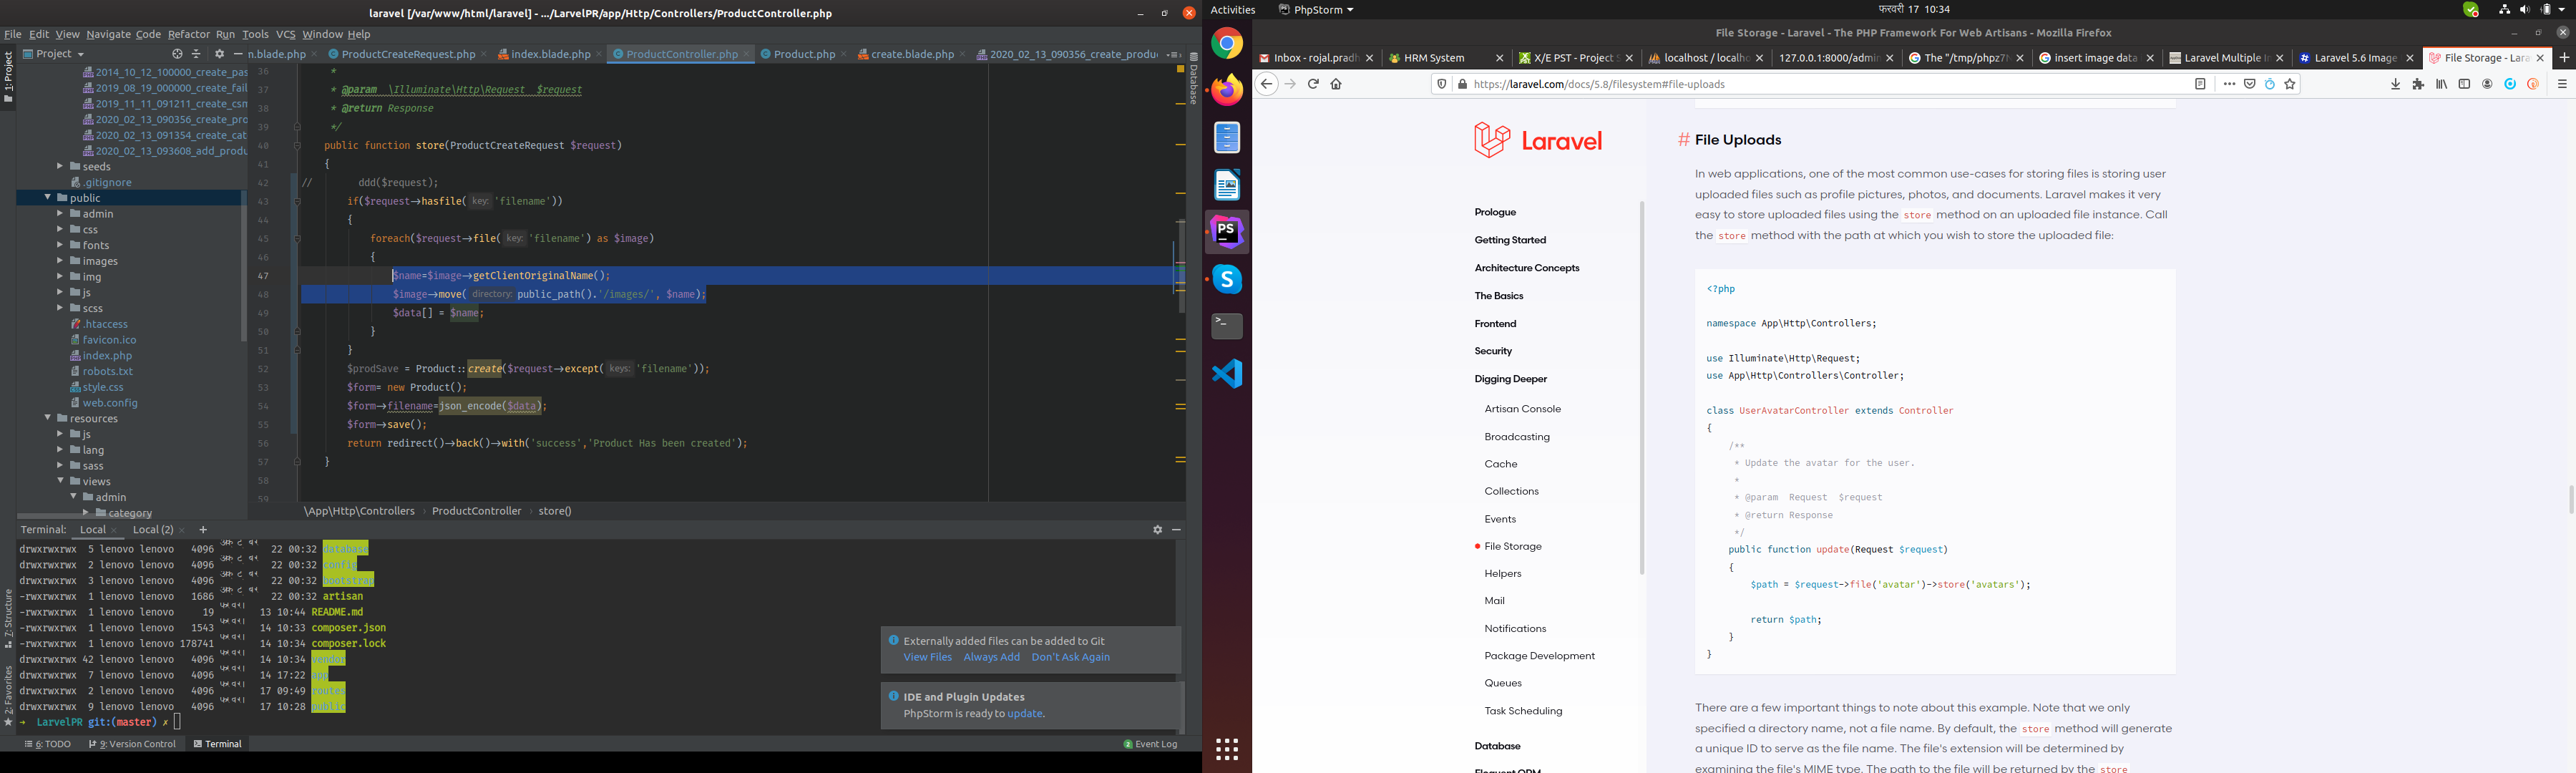 laravel [/var/www/html/laravel] - .../LarvelPR/app/Http/Controllers/ProductController.php
File Edit View Navigate Code Refactor Run Tools VCS Window Help
Project
n.blade.php
ProductCreateRequest.php
index.blade.php
ProductController.php
Product.php
create.blade.php
2020_02_13_090356_create_produc
1: Project
Database
2014_10_12_100000_create_pas
2019_08_19_000000_create_fail
2019_11_11_091211_create_csm
2020_02_13_090356_create_pro
2020_02_13_091354_create_cat
2020_02_13_093608_add_produ
seeds
.gitignore
public
admin
css
fonts
images
img
js
scss
.htaccess
favicon.ico
index.php
robots.txt
style.css
web.config
resources
js
lang
sass
views
admin
category
36 *
37 * @param \Illuminate\Http\Request $request
38 * @return Response
39 */
40 public function store(ProductCreateRequest $request)
41 {
42 // ddd($request);
43 if($request->hasfile( key: 'filename'))
44 {
45 foreach($request->file( key: 'filename') as $image)
46 {
47 $name=$image->getClientOriginalName();
48 $image->move( directory: public_path().'/images/', $name);
49 $data[] = $name;
50 }
51 }
52 $prodSave = Product::create($request->except( keys: 'filename'));
53 $form= new Product();
54 $form->filename=json_encode($data);
55 $form->save();
56 return redirect()->back()->with('success','Product Has been created');
57 }
58
59
\App\Http\Controllers › ProductController › store()
Terminal: Local × Local (2) × +
drwxrwxrwx 5 lenovo lenovo 4096 22 00:32 database
drwxrwxrwx 2 lenovo lenovo 4096 22 00:32 config
drwxrwxrwx 3 lenovo lenovo 4096 22 00:32 bootstrap
-rwxrwxrwx 1 lenovo lenovo 1686 22 00:32 artisan
-rwxrwxrwx 1 lenovo lenovo 19 13 10:44 README.md
-rwxrwxrwx 1 lenovo lenovo 1543 14 10:33 composer.json
-rwxrwxrwx 1 lenovo lenovo 178741 14 10:34 composer.lock
drwxrwxrwx 42 lenovo lenovo 4096 14 10:34 vendor
drwxrwxrwx 7 lenovo lenovo 4096 14 17:22 app
drwxrwxrwx 2 lenovo lenovo 4096 17 09:49 routes
drwxrwxrwx 9 lenovo lenovo 4096 17 10:28 public
→ LarvelPR git:(master) ✗
7: Structure
2: Favorites
Externally added files can be added to Git
View Files Always Add Don't Ask Again
IDE and Plugin Updates
PhpStorm is ready to update.
6: TODO
9: Version Control
Terminal
2 Event Log
Activities
PhpStorm
फरवरी 17 10:34
File Storage - Laravel - The PHP Framework For Web Artisans - Mozilla Firefox
Inbox - rojal.pradh
HRM System
X/E PST - Project S
localhost / localho
127.0.0.1:8000/admin
The "/tmp/phpz7N
insert image data
Laravel Multiple In
Laravel 5.6 Image
File Storage - Lara
https://laravel.com/docs/5.8/filesystem#file-uploads
PS
Laravel
Prologue
Getting Started
Architecture Concepts
The Basics
Frontend
Security
Digging Deeper
Artisan Console
Broadcasting
Cache
Collections
Events
File Storage
Helpers
Mail
Notifications
Package Development
Queues
Task Scheduling
Database
Eloquent ORM
# File Uploads
In web applications, one of the most common use-cases for storing files is storing user
uploaded files such as profile pictures, photos, and documents. Laravel makes it very
easy to store uploaded files using the store method on an uploaded file instance. Call
the store method with the path at which you wish to store the uploaded file:
<?php
namespace App\Http\Controllers;
use Illuminate\Http\Request;
use App\Http\Controllers\Controller;
class UserAvatarController extends Controller
{
/**
* Update the avatar for the user.
*
* @param Request $request
* @return Response
*/
public function update(Request $request)
{
$path = $request->file('avatar')->store('avatars');
return $path;
}
}
There are a few important things to note about this example. Note that we only
specified a directory name, not a file name. By default, the store method will generate
a unique ID to serve as the file name. The file's extension will be determined by
examining the file's MIME type. The path to the file will be returned by the store